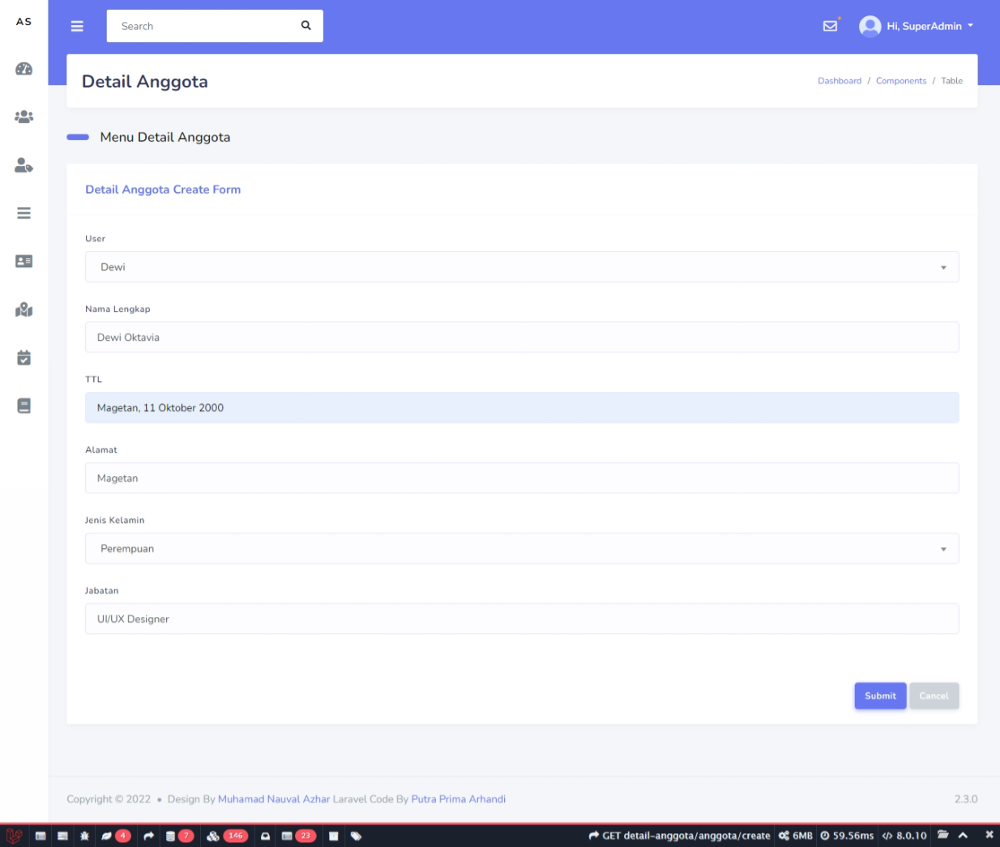 AS
Search
Hi, SuperAdmin
Detail Anggota
Dashboard / Components / Table
Menu Detail Anggota
Detail Anggota Create Form
User
Dewi
Nama Lengkap
Dewi Oktavia
TTL
Magetan, 11 Oktober 2000
Alamat
Magetan
Jenis Kelamin
Perempuan
Jabatan
UI/UX Designer
Submit Cancel
Copyright © 2022 • Design By Muhamad Nauval Azhar Laravel Code By Putra Prima Arhandi 2.3.0
4 7 146 23 GET detail-anggota/anggota/create 6MB 59.56ms </> 8.0.10